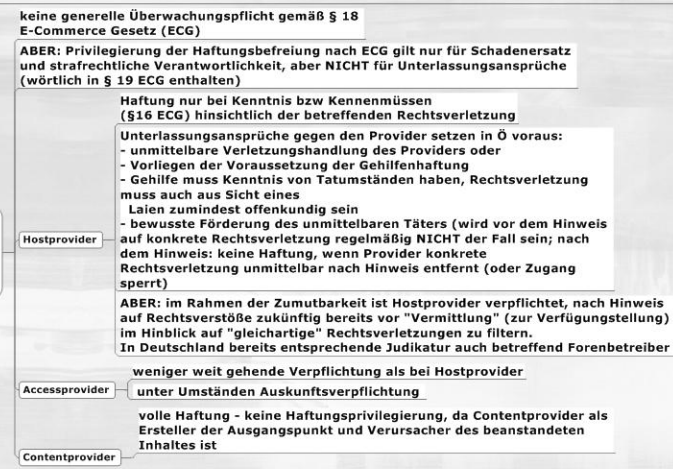 keine generelle Überwachungspflicht gemäß § 18
E-Commerce Gesetz (ECG)
ABER: Privilegierung der Haftungsbefreiung nach ECG gilt nur für Schadenersatz
und strafrechtliche Verantwortlichkeit, aber NICHT für Unterlassungsansprüche
(wörtlich in § 19 ECG enthalten)
Hostprovider
Haftung nur bei Kenntnis bzw Kennenmüssen
(§16 ECG) hinsichtlich der betreffenden Rechtsverletzung
Unterlassungsansprüche gegen den Provider setzen in Ö voraus:
- unmittelbare Verletzungshandlung des Providers oder
- Vorliegen der Voraussetzung der Gehilfenhaftung
- Gehilfe muss Kenntnis von Tatumständen haben, Rechtsverletzung
muss auch aus Sicht eines
Laien zumindest offenkundig sein
- bewusste Förderung des unmittelbaren Täters (wird vor dem Hinweis
auf konkrete Rechtsverletzung regelmäßig NICHT der Fall sein; nach
dem Hinweis: keine Haftung, wenn Provider konkrete
Rechtsverletzung unmittelbar nach Hinweis entfernt (oder Zugang
sperrt)
ABER: im Rahmen der Zumutbarkeit ist Hostprovider verpflichtet, nach Hinweis
auf Rechtsverstöße zukünftig bereits vor "Vermittlung" (zur Verfügungstellung)
im Hinblick auf "gleichartige" Rechtsverletzungen zu filtern.
In Deutschland bereits entsprechende Judikatur auch betreffend Forenbetreiber
Accessprovider
weniger weit gehende Verpflichtung als bei Hostprovider
unter Umständen Auskunftsverpflichtung
Contentprovider
volle Haftung - keine Haftungsprivilegierung, da Contentprovider als
Ersteller der Ausgangspunkt und Verursacher des beanstandeten
Inhaltes ist